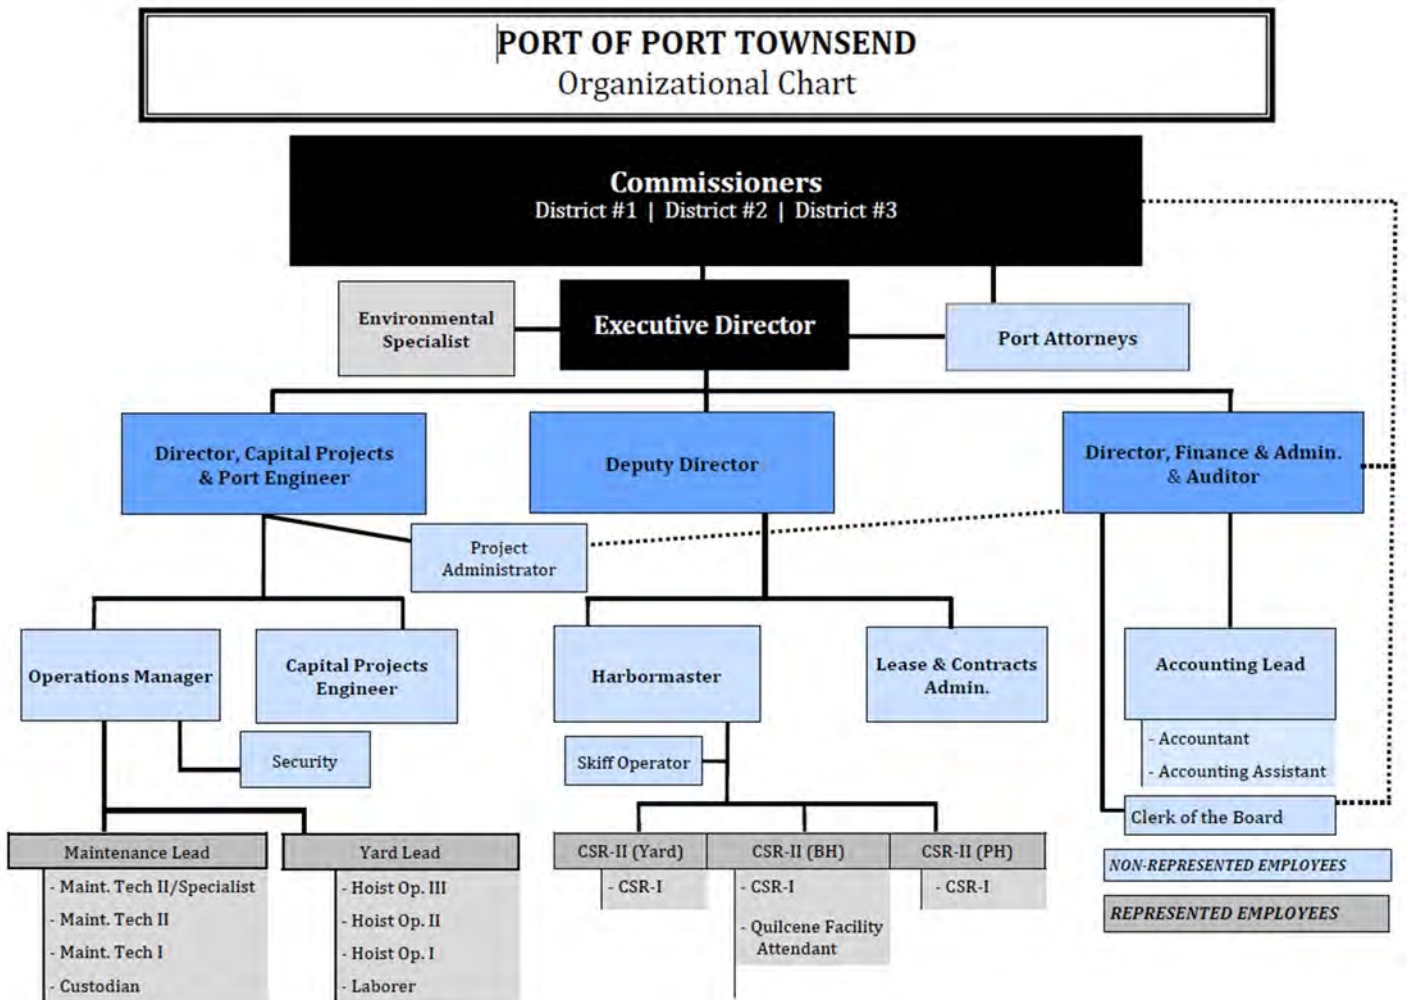 PORT OF PORT TOWNSEND
Organizational Chart
Commissioners
District #1 | District #2 | District #3
Environmental
Specialist
Executive Director
Port Attorneys
Director, Capital Projects
& Port Engineer
Deputy Director
Director, Finance & Admin.
& Auditor
Project
Administrator
Operations Manager
Capital Projects
Engineer
Harbormaster
Lease & Contracts
Admin.
Accounting Lead
- Accountant
- Accounting Assistant
Security
Skiff Operator
Clerk of the Board
Maintenance Lead
- Maint. Tech II/Specialist
- Maint. Tech II
- Maint. Tech I
- Custodian
Yard Lead
- Hoist Op. III
- Hoist Op. II
- Hoist Op. I
- Laborer
CSR-II (Yard)
- CSR-I
CSR-II (BH)
- CSR-I
- Quilcene Facility
Attendant
CSR-II (PH)
- CSR-I
NON-REPRESENTED EMPLOYEES
REPRESENTED EMPLOYEES